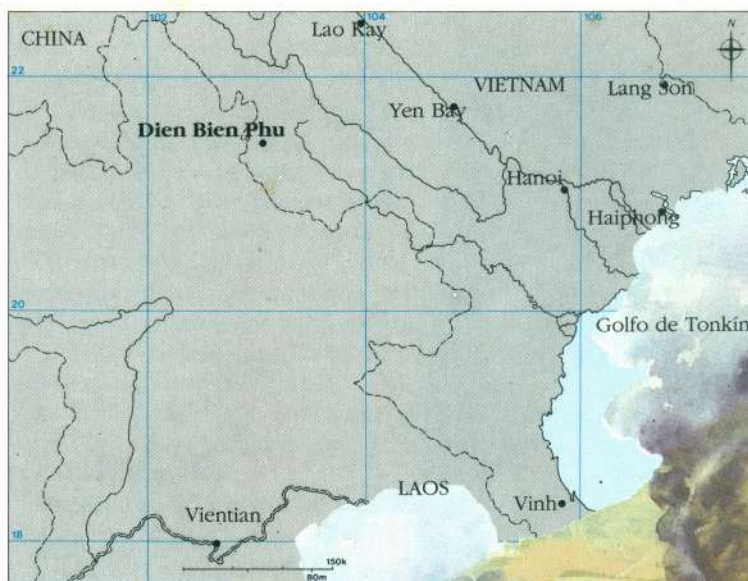 102
104
106
CHINA
Lao Kay
22
VIETNAM
Lang Son
Yen Bay
Dien Bien Phu
Hanoi
Haiphong
20
Golfo de Tonkín
LAOS
Vinh
Vientian
18
150k
80m
N